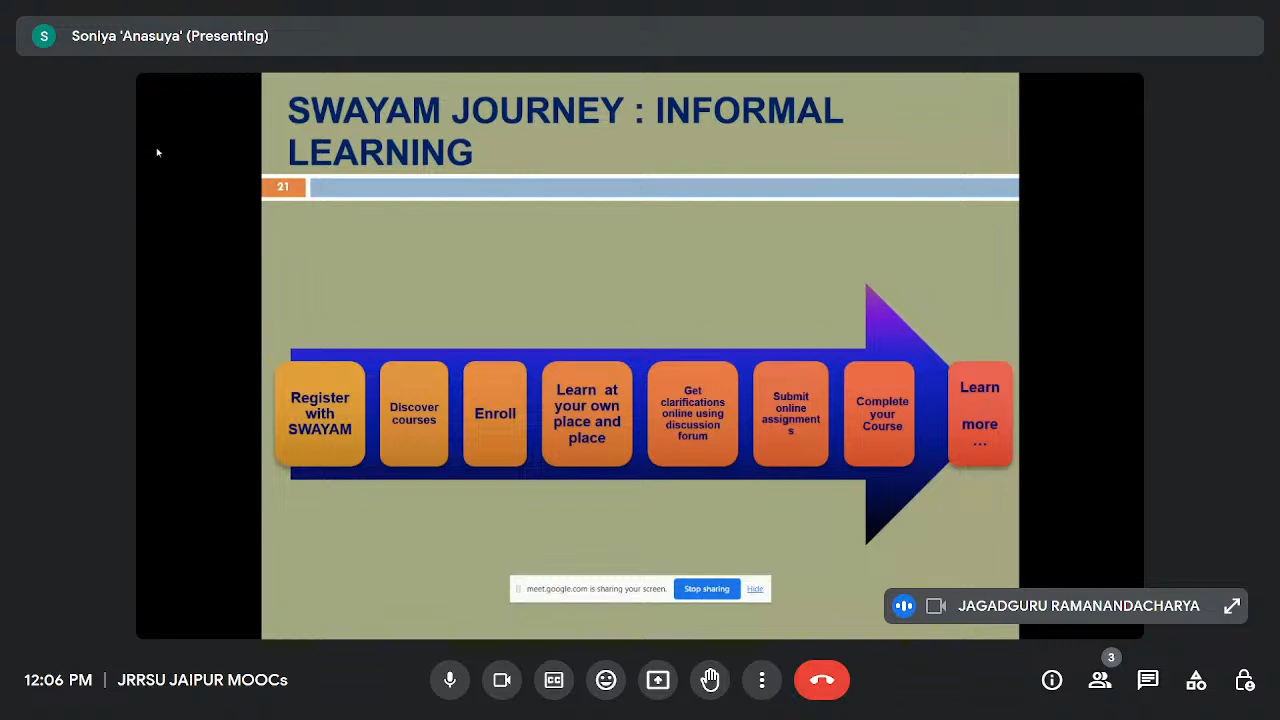 S
Soniya 'Anasuya' (Presenting)
SWAYAM JOURNEY : INFORMAL
LEARNING
21
Register
with
SWAYAM
Discover
courses
Enroll
Learn at
your own
place and
place
Get
clarifications
online using
discussion
forum
Submit
online
assignment
s
Complete
your
Course
Learn
more
...
meet.google.com is sharing your screen.
Stop sharing
Hide
JAGADGURU RAMANANDACHARYA
12:06 PM | JRRSU JAIPUR MOOCs
CC
3